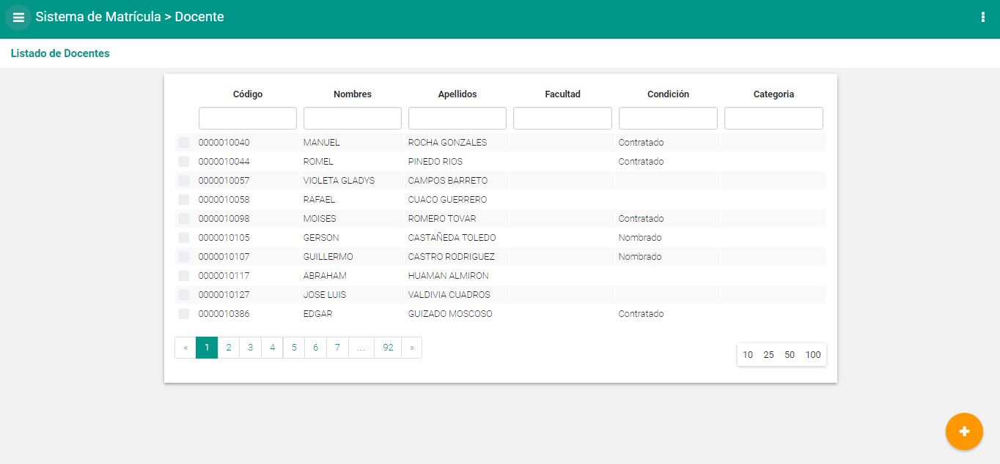 Sistema de Matrícula > Docente
Listado de Docentes
Código Nombres Apellidos Facultad Condición Categoria
0000010040 MANUEL ROCHA GONZALES Contratado
0000010044 ROMEL PINEDO RIOS Contratado
0000010057 VIOLETA GLADYS CAMPOS BARRETO
0000010058 RAFAEL CUACO GUERRERO
0000010098 MOISES ROMERO TOVAR Contratado
0000010105 GERSON CASTAÑEDA TOLEDO Nombrado
0000010107 GUILLERMO CASTRO RODRIGUEZ Nombrado
0000010117 ABRAHAM HUAMAN ALMIRON
0000010127 JOSE LUIS VALDIVIA CUADROS
0000010386 EDGAR GUIZADO MOSCOSO Contratado
« 1 2 3 4 5 6 7 ... 92 »
10 25 50 100